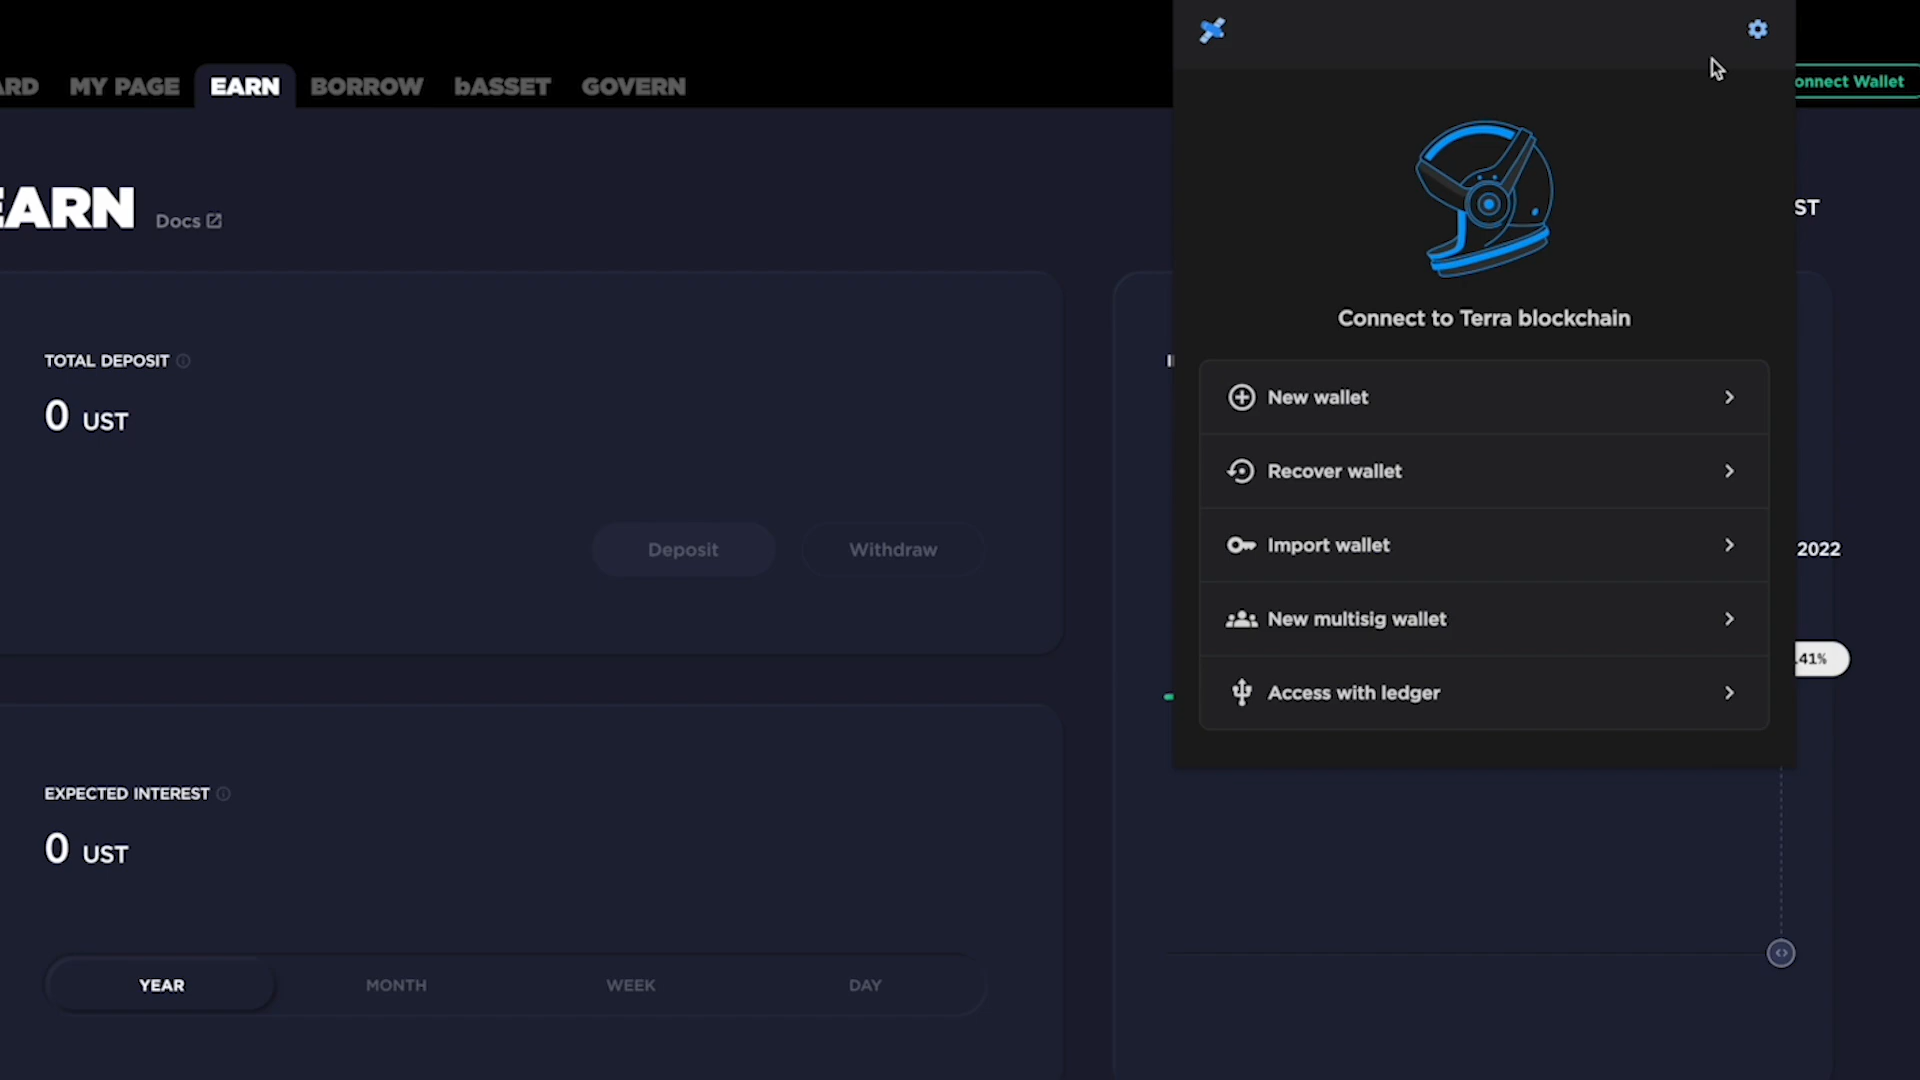 ARD MY PAGE EARN BORROW bASSET GOVERN
onnect Wallet
EARN Docs
ST
Connect to Terra blockchain
New wallet
Recover wallet
Import wallet
New multisig wallet
Access with ledger
TOTAL DEPOSIT
0 UST
Deposit Withdraw
2022
.41%
EXPECTED INTEREST
0 UST
YEAR MONTH WEEK DAY